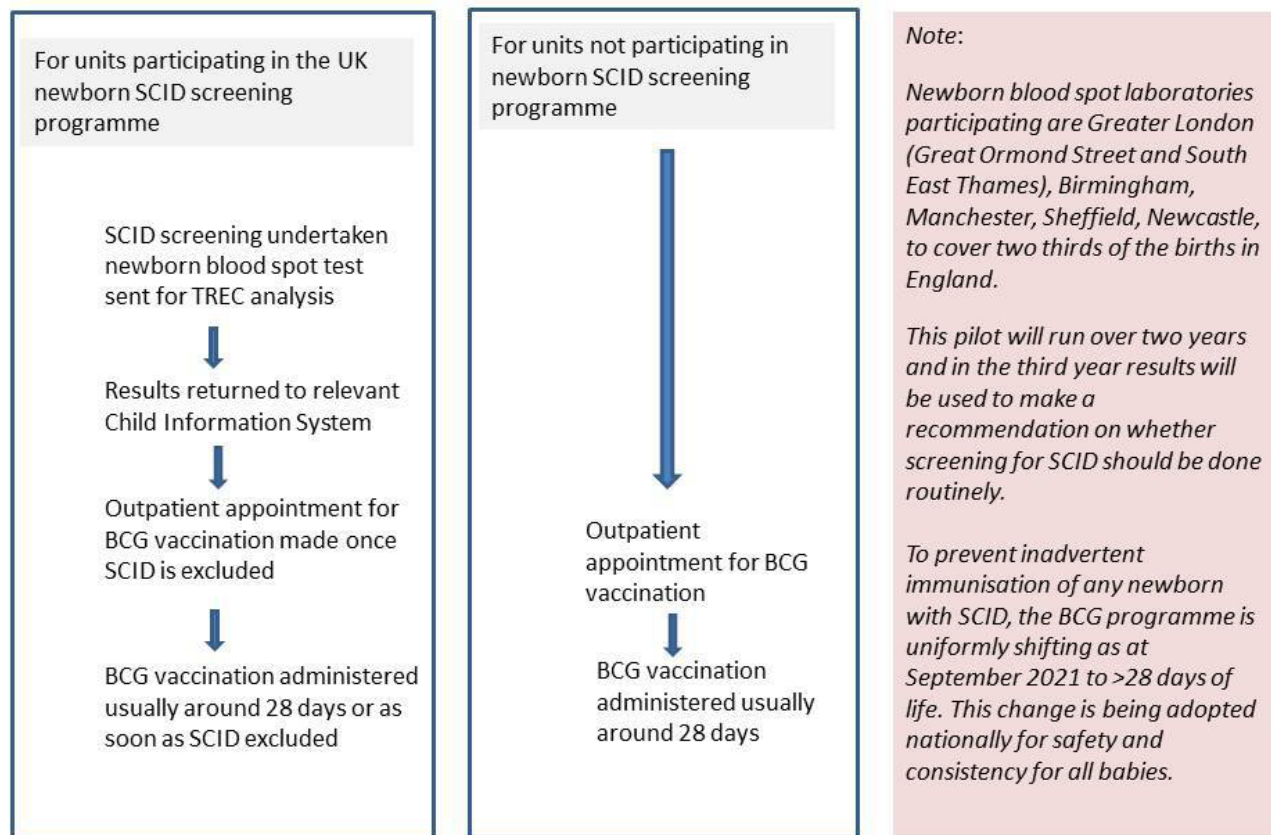 For units participating in the UK
newborn SCID screening
programme
SCID screening undertaken
newborn blood spot test
sent for TREC analysis
Results returned to relevant
Child Information System
Outpatient appointment for
BCG vaccination made once
SCID is excluded
BCG vaccination administered
usually around 28 days or as
soon as SCID excluded
For units not participating in
newborn SCID screening
programme
Outpatient
appointment for BCG
vaccination
BCG vaccination
administered usually
around 28 days
Note:
Newborn blood spot laboratories
participating are Greater London
(Great Ormond Street and South
East Thames), Birmingham,
Manchester, Sheffield, Newcastle,
to cover two thirds of the births in
England.
This pilot will run over two years
and in the third year results will
be used to make a
recommendation on whether
screening for SCID should be done
routinely.
To prevent inadvertent
immunisation of any newborn
with SCID, the BCG programme is
uniformly shifting as at
September 2021 to >28 days of
life. This change is being adopted
nationally for safety and
consistency for all babies.